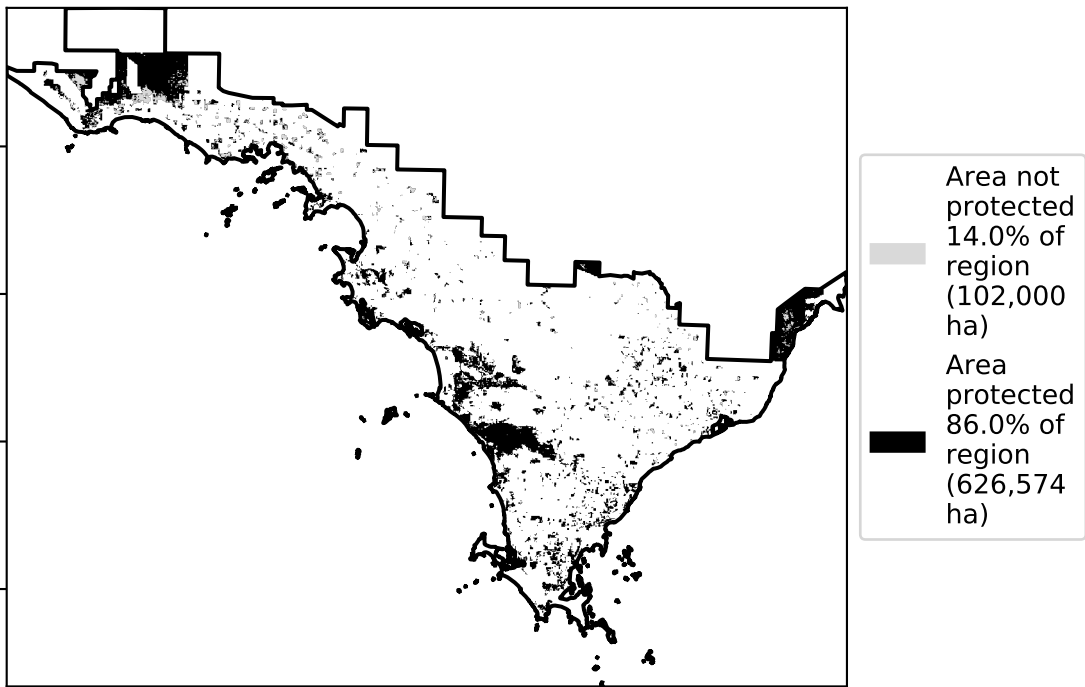 Area not
protected
14.0% of
region
(102,000
ha)
Area
protected
86.0% of
region
(626,574
ha)